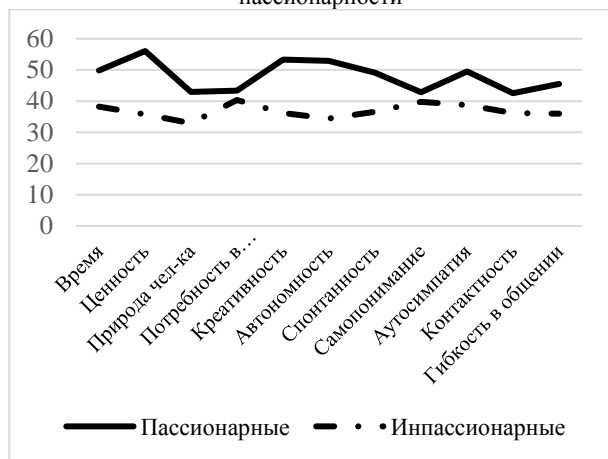 пассионарности
60
50
40
30
20
10
0
Время
Ценность
Природа чел-ка
Потребность в…
Креативность
Автономность
Спонтанность
Самопонимание
Аутосимпатия
Контактность
Гибкость в общении
Пассионарные
Инпассионарные